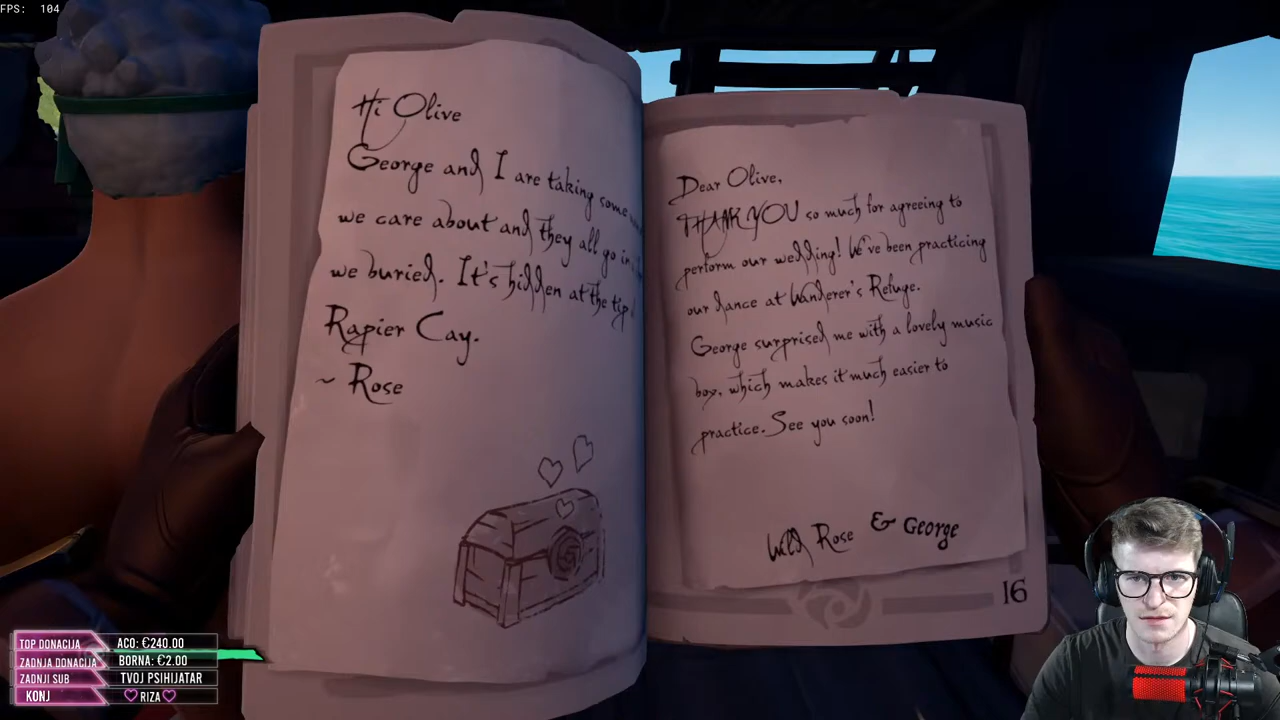 FPS: 104
Hi Olive
George and I are taking some
we care about and they all go in
we buried. It's hidden at the tip
Rapier Cay.
~ Rose
Dear Olive,
THANK YOU so much for agreeing to
perform our wedding! We've been practicing
our dance at Wanderer's Refuge.
George surprised me with a lovely music
box, which makes it much easier to
practice. See you soon!
Wild Rose & George
16
TOP DONACIJA ACO: €240.00
ZADNJA DONACIJA BORNA: €2.00
ZADNJI SUB TVOJ PSIHIJATAR
KONJ RIZA